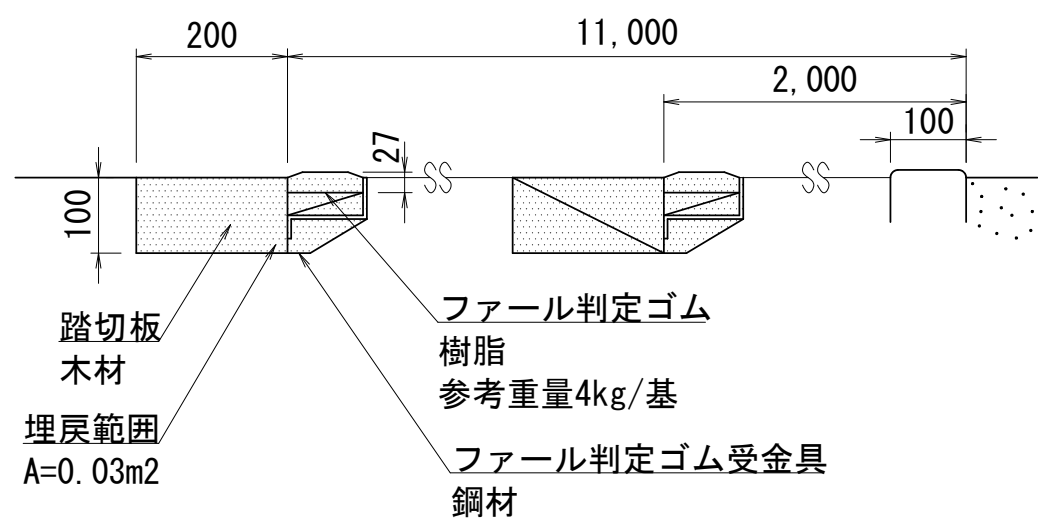 200
11,000
2,000
100
27
100
踏切板
木材
埋戻範囲
A=0.03m2
ファール判定ゴム
樹脂
参考重量4kg/基
ファール判定ゴム受金具
鋼材